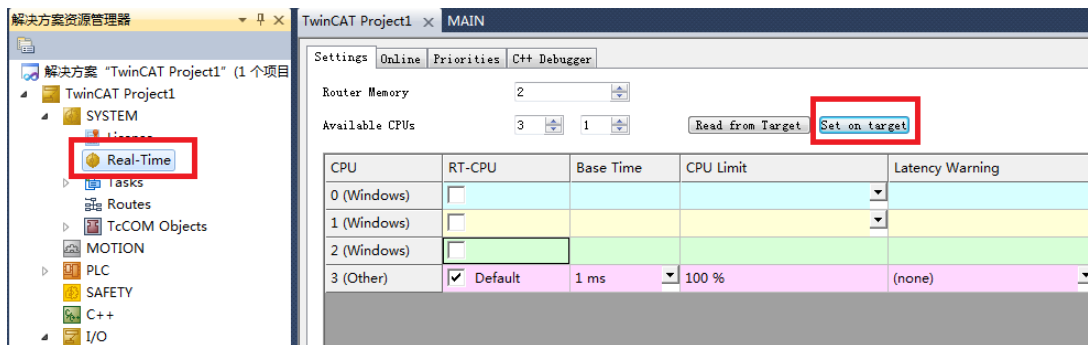 解决方案资源管理器
TwinCAT Project1 MAIN
解决方案 "TwinCAT Project1" (1 个项目
TwinCAT Project1
SYSTEM
License
Real-Time
Tasks
Routes
TcCOM Objects
MOTION
PLC
SAFETY
C++
I/O
Settings Online Priorities C++ Debugger
Router Memory 2
Available CPUs 3 1 Read from Target Set on target
CPU RT-CPU Base Time CPU Limit Latency Warning
0 (Windows)
1 (Windows)
2 (Windows)
3 (Other) Default 1 ms 100 % (none)